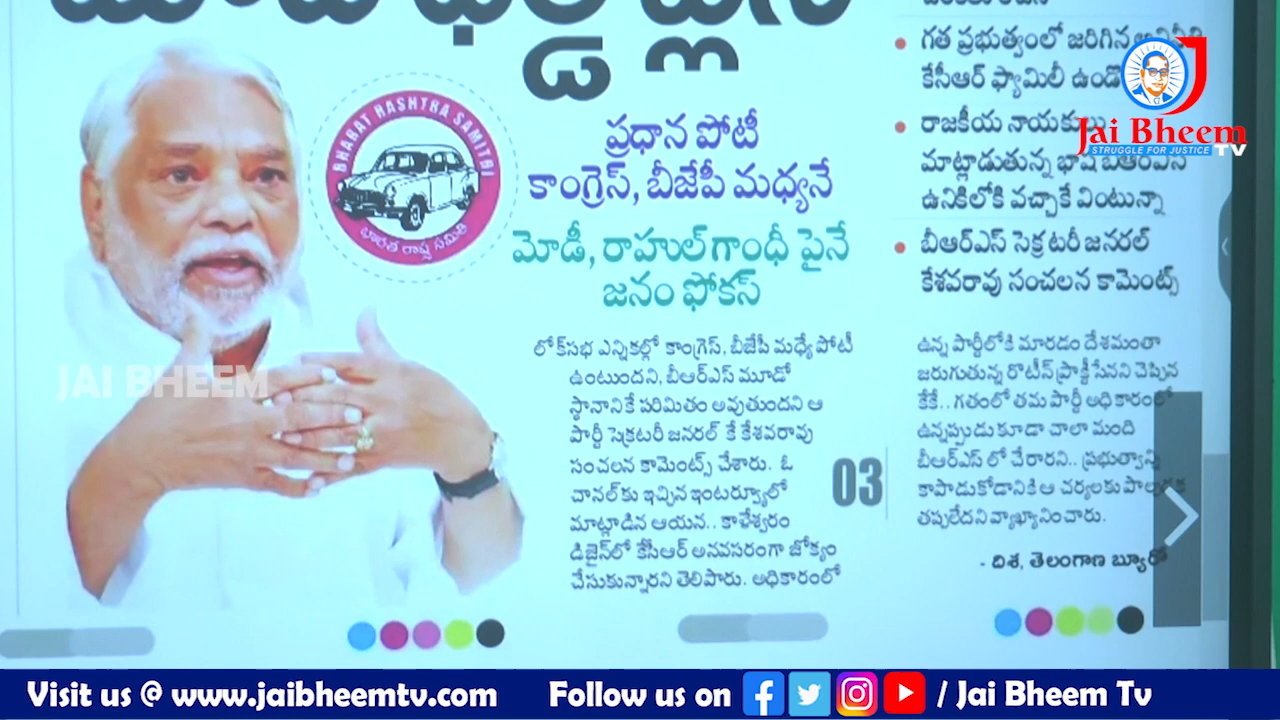 ప్రధాన పోటీ
కాంగ్రెస్, బీజేపీ మధ్యనే
మోడీ, రాహుల్ గాంధీ పైనే
జనం ఫోకస్
BHARAT RASHTRA SAMITHI
భారత రాష్ట్ర సమితి
లోక్‌సభ ఎన్నికల్లో కాంగ్రెస్, బీజేపీ మధ్యే పోటీ
ఉంటుందని, బీఆర్ఎస్ మూడో
స్థానానికే పరిమితం అవుతుందని ఆ
పార్టీ సెక్రటరీ జనరల్ కే కేశవరావు
సంచలన కామెంట్స్ చేశారు. ఓ
చానల్‌కు ఇచ్చిన ఇంటర్వ్యూలో
మాట్లాడిన ఆయన.. కాళేశ్వరం
డిజైన్‌లో కేసీఆర్ అనవసరంగా జోక్యం
చేసుకున్నారని తెలిపారు. అధికారంలో
03
గత ప్రభుత్వంలో జరిగిన
కేసీఆర్ ఫ్యామిలీ
రాజకీయ నాయకులు
మాట్లాడుతున్న భాష బీఆర్ఎస్
ఉనికిలోకి వచ్చాకే వింటున్నా
బీఆర్ఎస్ సెక్రటరీ జనరల్
కేశవరావు సంచలన కామెంట్స్
ఉన్న పార్టీలోకి మారడం దేశమంతా
జరుగుతున్న రొటీన్ ప్రాక్టీసేనని చెప్పిన
కేకే.. గతంలో తమ పార్టీ అధికారంలో
ఉన్నప్పుడు కూడా చాలా మంది
బీఆర్ఎస్ లో చేరారని.. ప్రభుత్వాన్ని
కాపాడుకోడానికి ఆ చర్యలకు
తప్పులేదని వ్యాఖ్యానించారు.
- దిశ, తెలంగాణ బ్యూరో
Jai Bheem
STRUGGLE FOR JUSTICE TV
JAI BHEEM
Visit us @ www.jaibheemtv.com Follow us on / Jai Bheem Tv